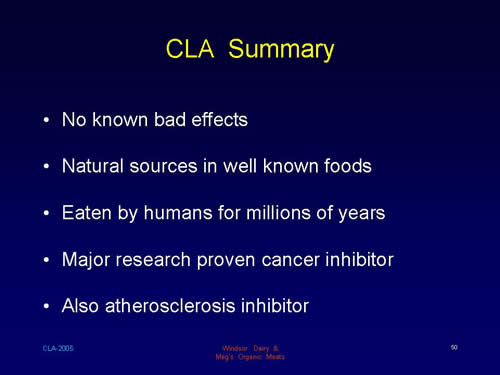 CLA Summary
• No known bad effects
• Natural sources in well known foods
• Eaten by humans for millions of years
• Major research proven cancer inhibitor
• Also atherosclerosis inhibitor
CLA-2005
Windsor Dairy &
Meg's Organic Meats
50